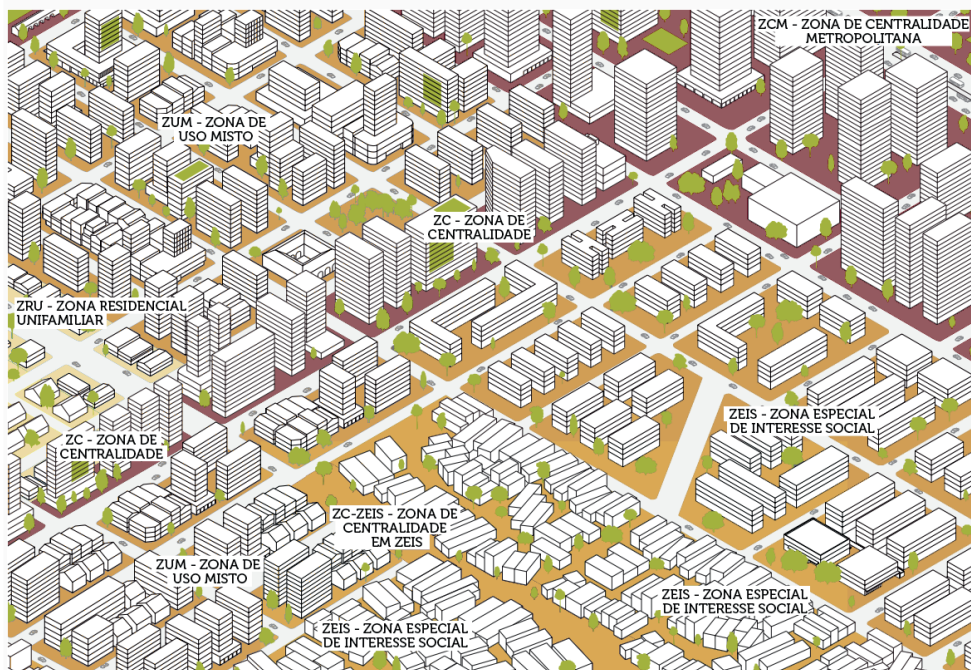 ZCM - ZONA DE CENTRALIDADE
METROPOLITANA
ZUM - ZONA DE
USO MISTO
ZC - ZONA DE
CENTRALIDADE
ZRU - ZONA RESIDENCIAL
UNIFAMILIAR
ZEIS - ZONA ESPECIAL
DE INTERESSE SOCIAL
ZC - ZONA DE
CENTRALIDADE
ZC-ZEIS - ZONA DE
CENTRALIDADE
EM ZEIS
ZUM - ZONA DE
USO MISTO
ZEIS - ZONA ESPECIAL
DE INTERESSE SOCIAL
ZEIS - ZONA ESPECIAL
DE INTERESSE SOCIAL